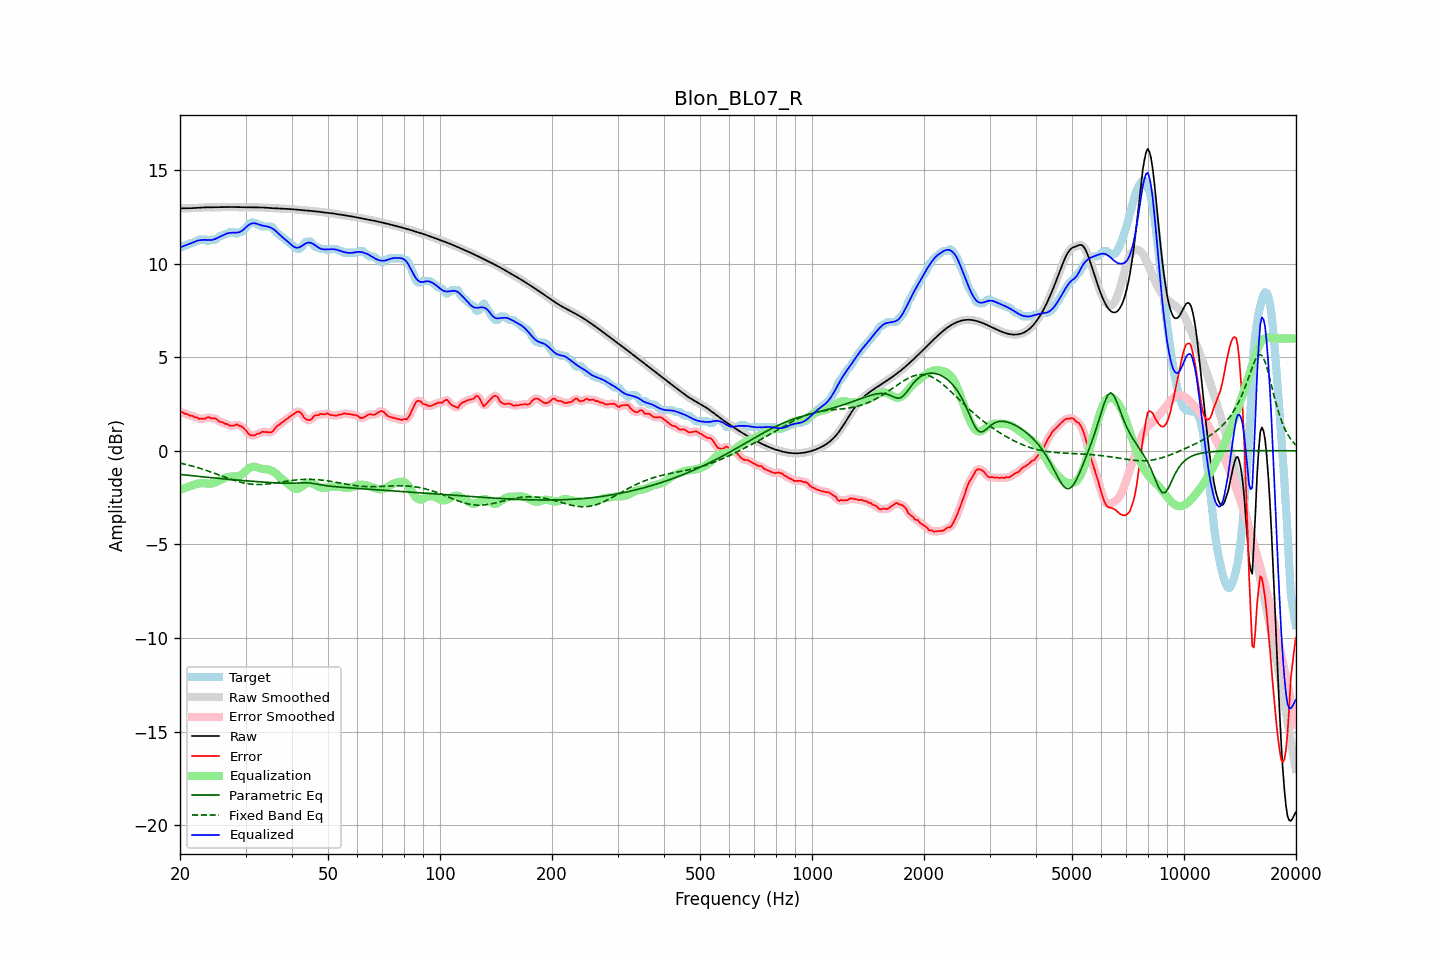 Blon_BL07_R
Amplitude (dBr)
15
10
5
0
−5
−10
−15
−20
Target
Raw Smoothed
Error Smoothed
Raw
Error
Equalization
Parametric Eq
Fixed Band Eq
Equalized
20 50 100 200 500 1000 2000 5000 10000 20000
Frequency (Hz)